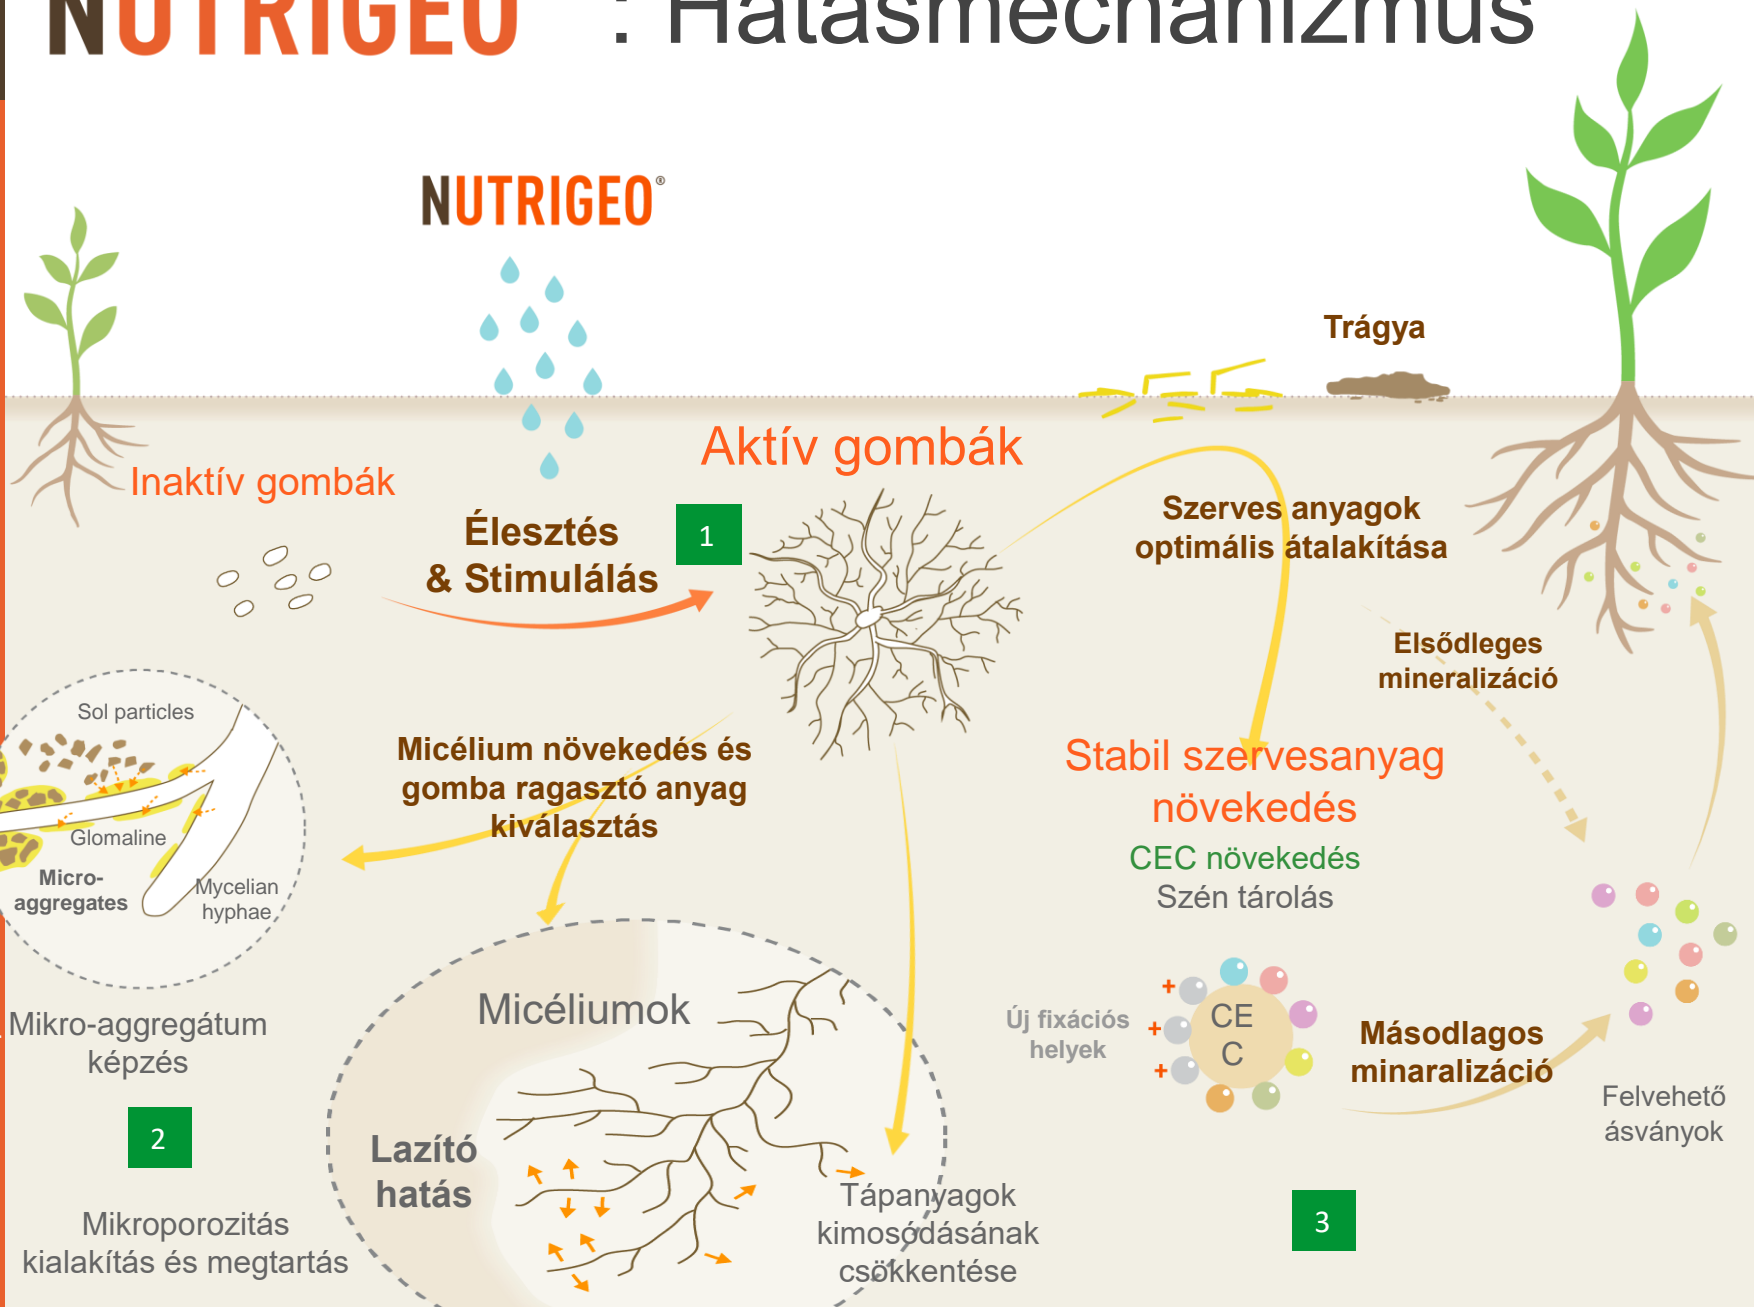 NUTRIGEO : Hatásmechanizmus
NUTRIGEO®
Trágya
Aktív gombák
Inaktív gombák
Élesztés
& Stimulálás
1
Szerves anyagok
optimális átalakítása
Elsődleges
mineralizáció
Sol particles
Glomaline
Micro-
aggregates
Mycelian
hyphae
Micélium növekedés és
gomba ragasztó anyag
kiválasztás
Stabil szervesanyag
növekedés
CEC növekedés
Szén tárolás
Mikro-aggregátum
képzés
2
Mikroporozitás
kialakítás és megtartás
Micéliumok
Lazító
hatás
Tápanyagok
kimosódásának
csökkentése
Új fixációs
helyek
+
+
+
CE
C
Másodlagos
minaralizáció
Felvehető
ásványok
3